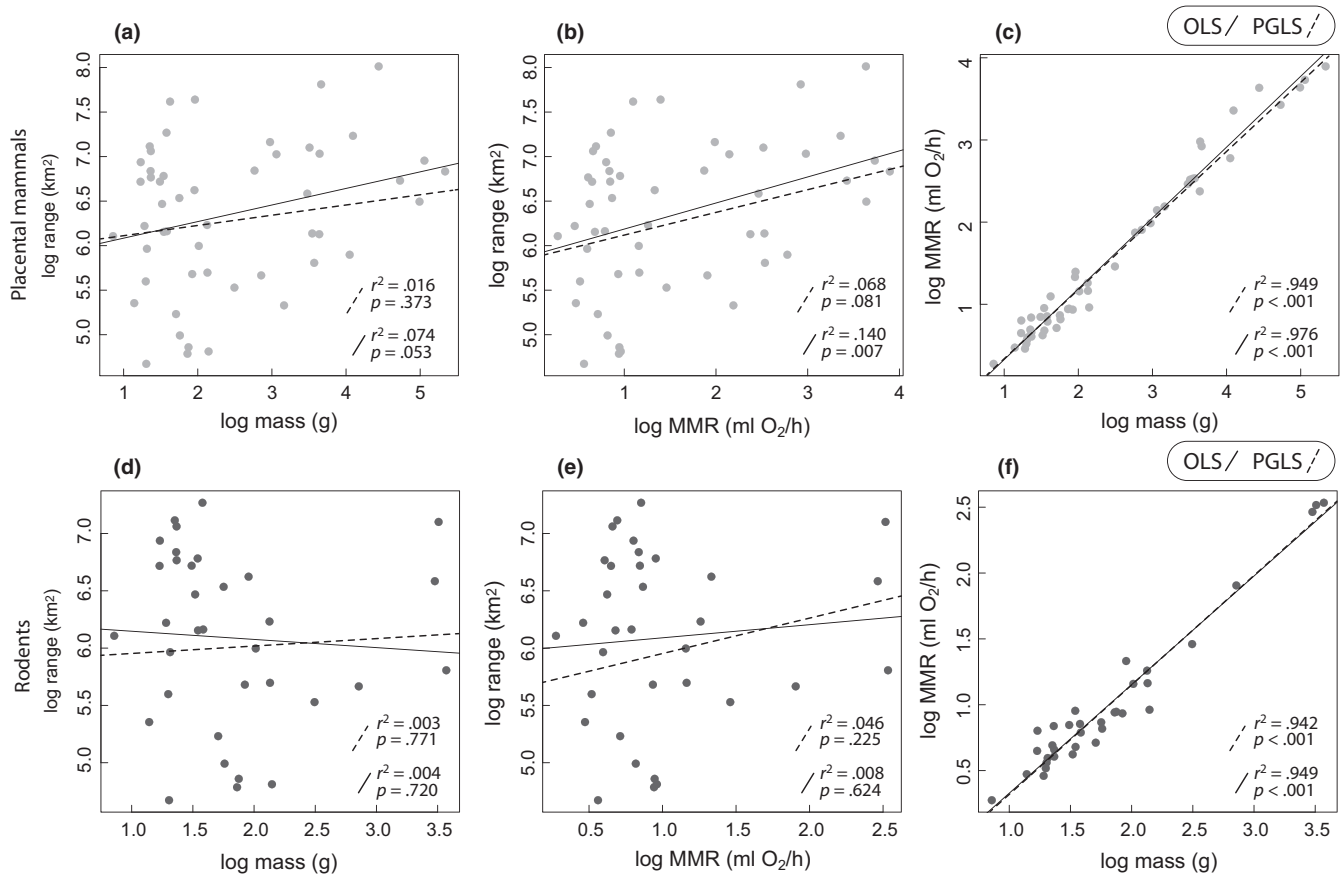 OLS/ PGLS/
(a)
Placental mammals
log range (km²)
8.0
7.5
7.0
6.5
6.0
5.5
5.0
r² = .016
p = .373
r² = .074
p = .053
1
2
3
4
5
log mass (g)
(b)
log range (km²)
8.0
7.5
7.0
6.5
6.0
5.5
5.0
r² = .068
p = .081
r² = .140
p = .007
1
2
3
4
log MMR (ml O₂/h)
(c)
log MMR (ml O₂/h)
4
3
2
1
r² = .949
p < .001
r² = .976
p < .001
1
2
3
4
5
log mass (g)
OLS/ PGLS/
(d)
Rodents
log range (km²)
7.0
6.5
6.0
5.5
5.0
r² = .003
p = .771
r² = .004
p = .720
1.0
1.5
2.0
2.5
3.0
3.5
log mass (g)
(e)
log range (km²)
7.0
6.5
6.0
5.5
5.0
r² = .046
p = .225
r² = .008
p = .624
0.5
1.0
1.5
2.0
2.5
log MMR (ml O₂/h)
(f)
log MMR (ml O₂/h)
2.5
2.0
1.5
1.0
0.5
r² = .942
p < .001
r² = .949
p < .001
1.0
1.5
2.0
2.5
3.0
3.5
log mass (g)